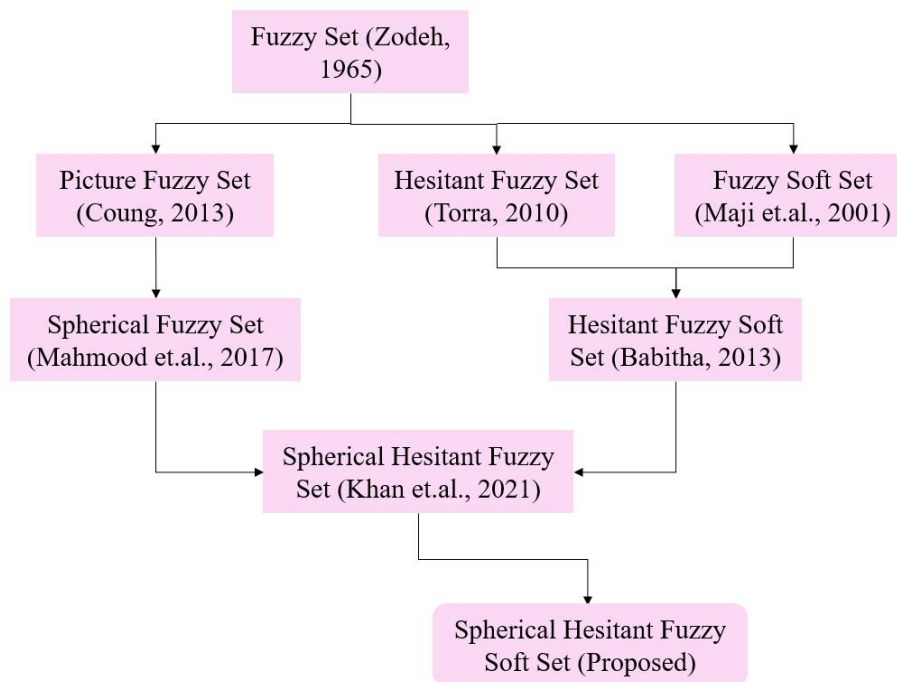 Fuzzy Set (Zodeh,
1965)
Picture Fuzzy Set
(Coung, 2013)
Hesitant Fuzzy Set
(Torra, 2010)
Fuzzy Soft Set
(Maji et.al., 2001)
Spherical Fuzzy Set
(Mahmood et.al., 2017)
Hesitant Fuzzy Soft
Set (Babitha, 2013)
Spherical Hesitant Fuzzy
Set (Khan et.al., 2021)
Spherical Hesitant Fuzzy
Soft Set (Proposed)